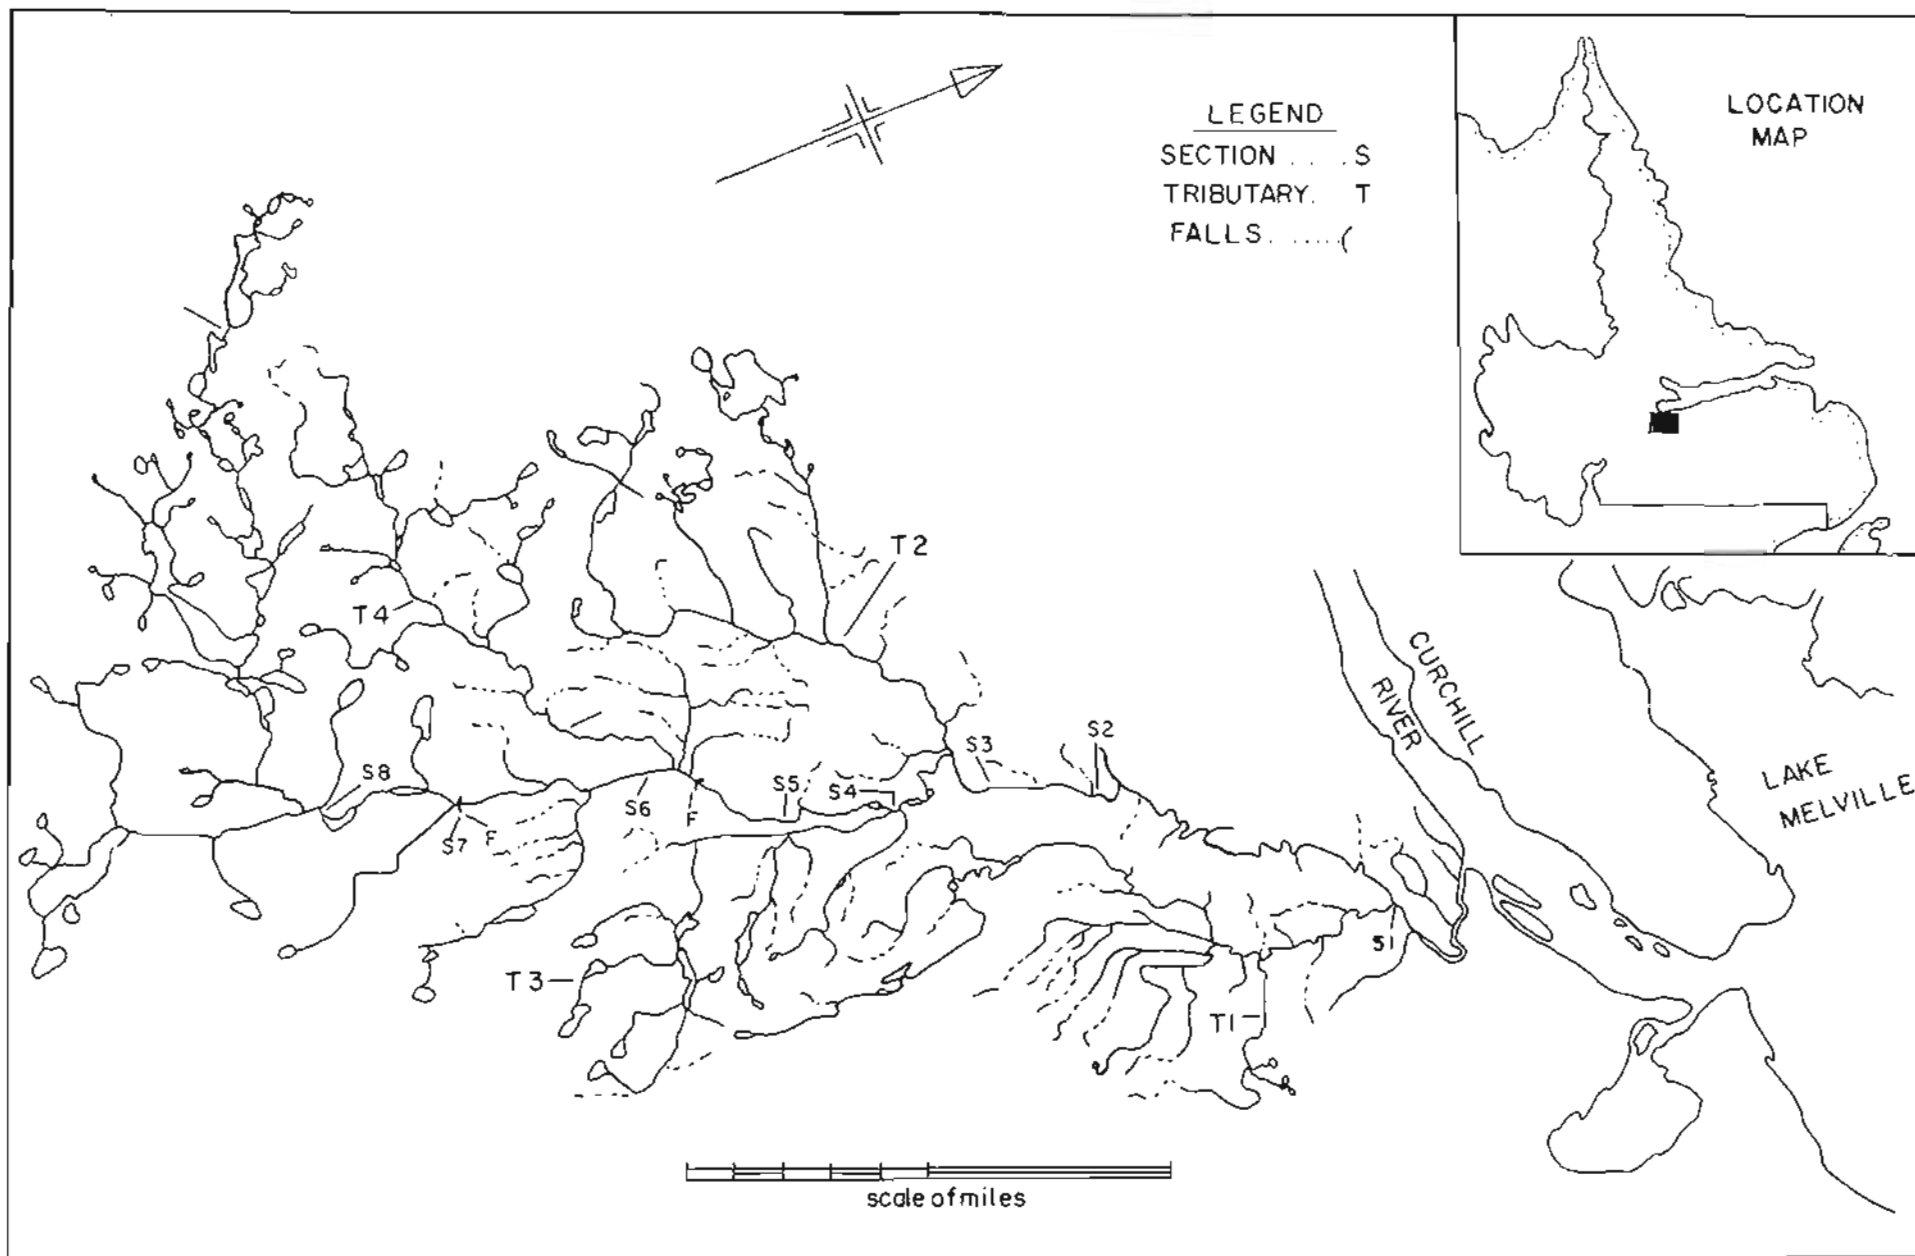 LEGEND
SECTION . . . . S
TRIBUTARY. T
FALLS. ......(
LOCATION
MAP
T2
T4
CURCHILL
RIVER
S2
S3
S8
S5
S4
S6
F
LAKE
MELVILLE
S7
F
S1
T3
T1
scale of miles